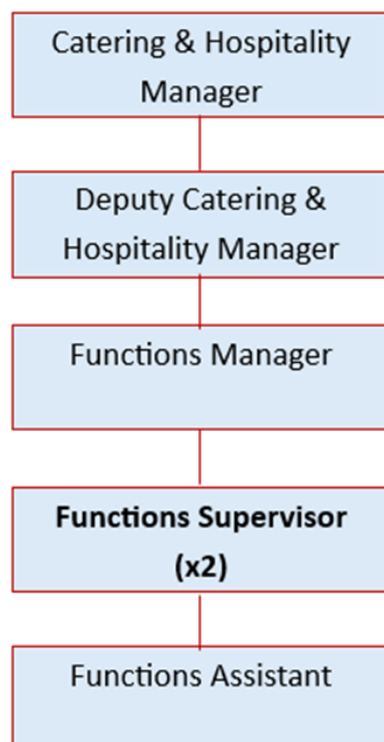 Catering & Hospitality
Manager
Deputy Catering &
Hospitality Manager
Functions Manager
Functions Supervisor
(x2)
Functions Assistant